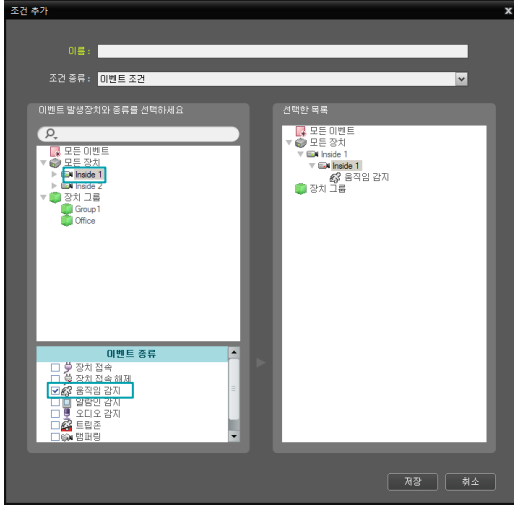 조건 추가
이름 :
조건 종류 : 이벤트 조건
이벤트 발생장치와 종류를 선택하세요
모든 이벤트
모든 장치
Inside 1
Inside 2
장치 그룹
Group1
Office
이벤트 종류
장치 접속
장치 접속 해제
움직임 감지
알람인 감지
오디오 감지
트립존
탬퍼링
선택한 목록
모든 이벤트
모든 장치
Inside 1
Inside 1
움직임 감지
장치 그룹
저장
취소